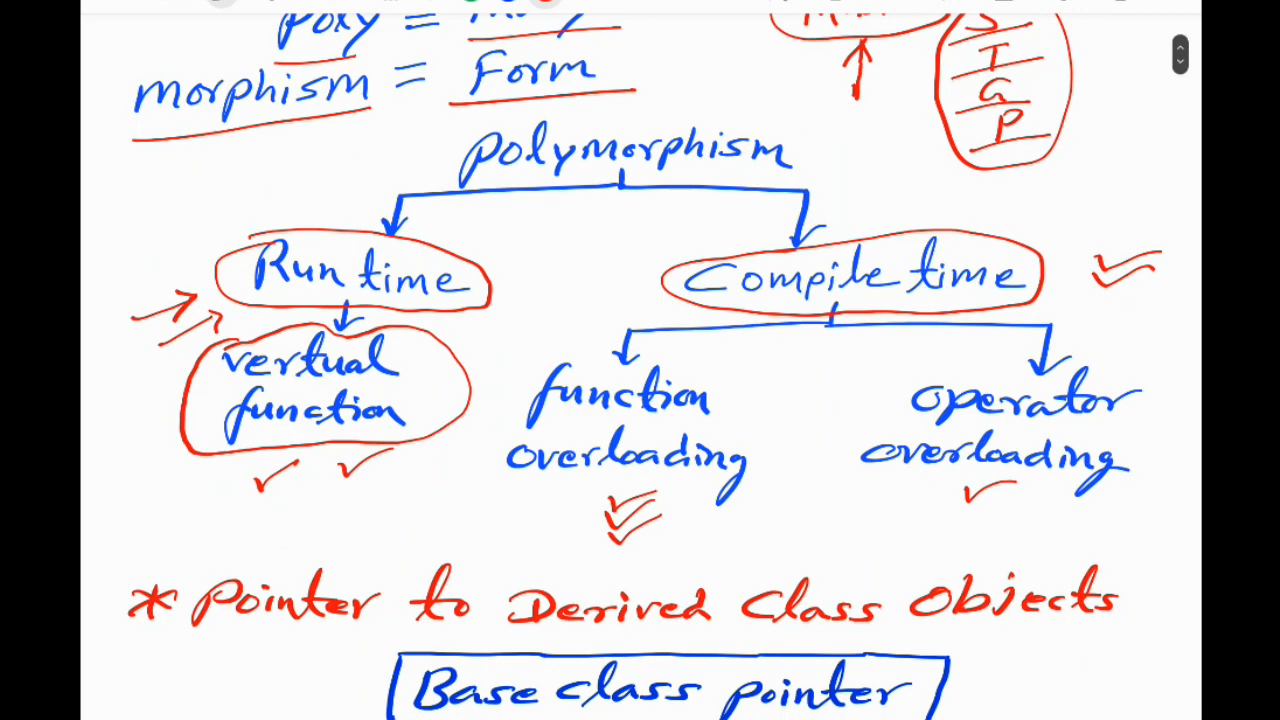 poly = 
morphism = Form
S
T
G
P
polymorphism
Run time
Compile time
vertual
function
function
overloading
operator
overloading
* Pointer to Derived Class Objects
Base class pointer